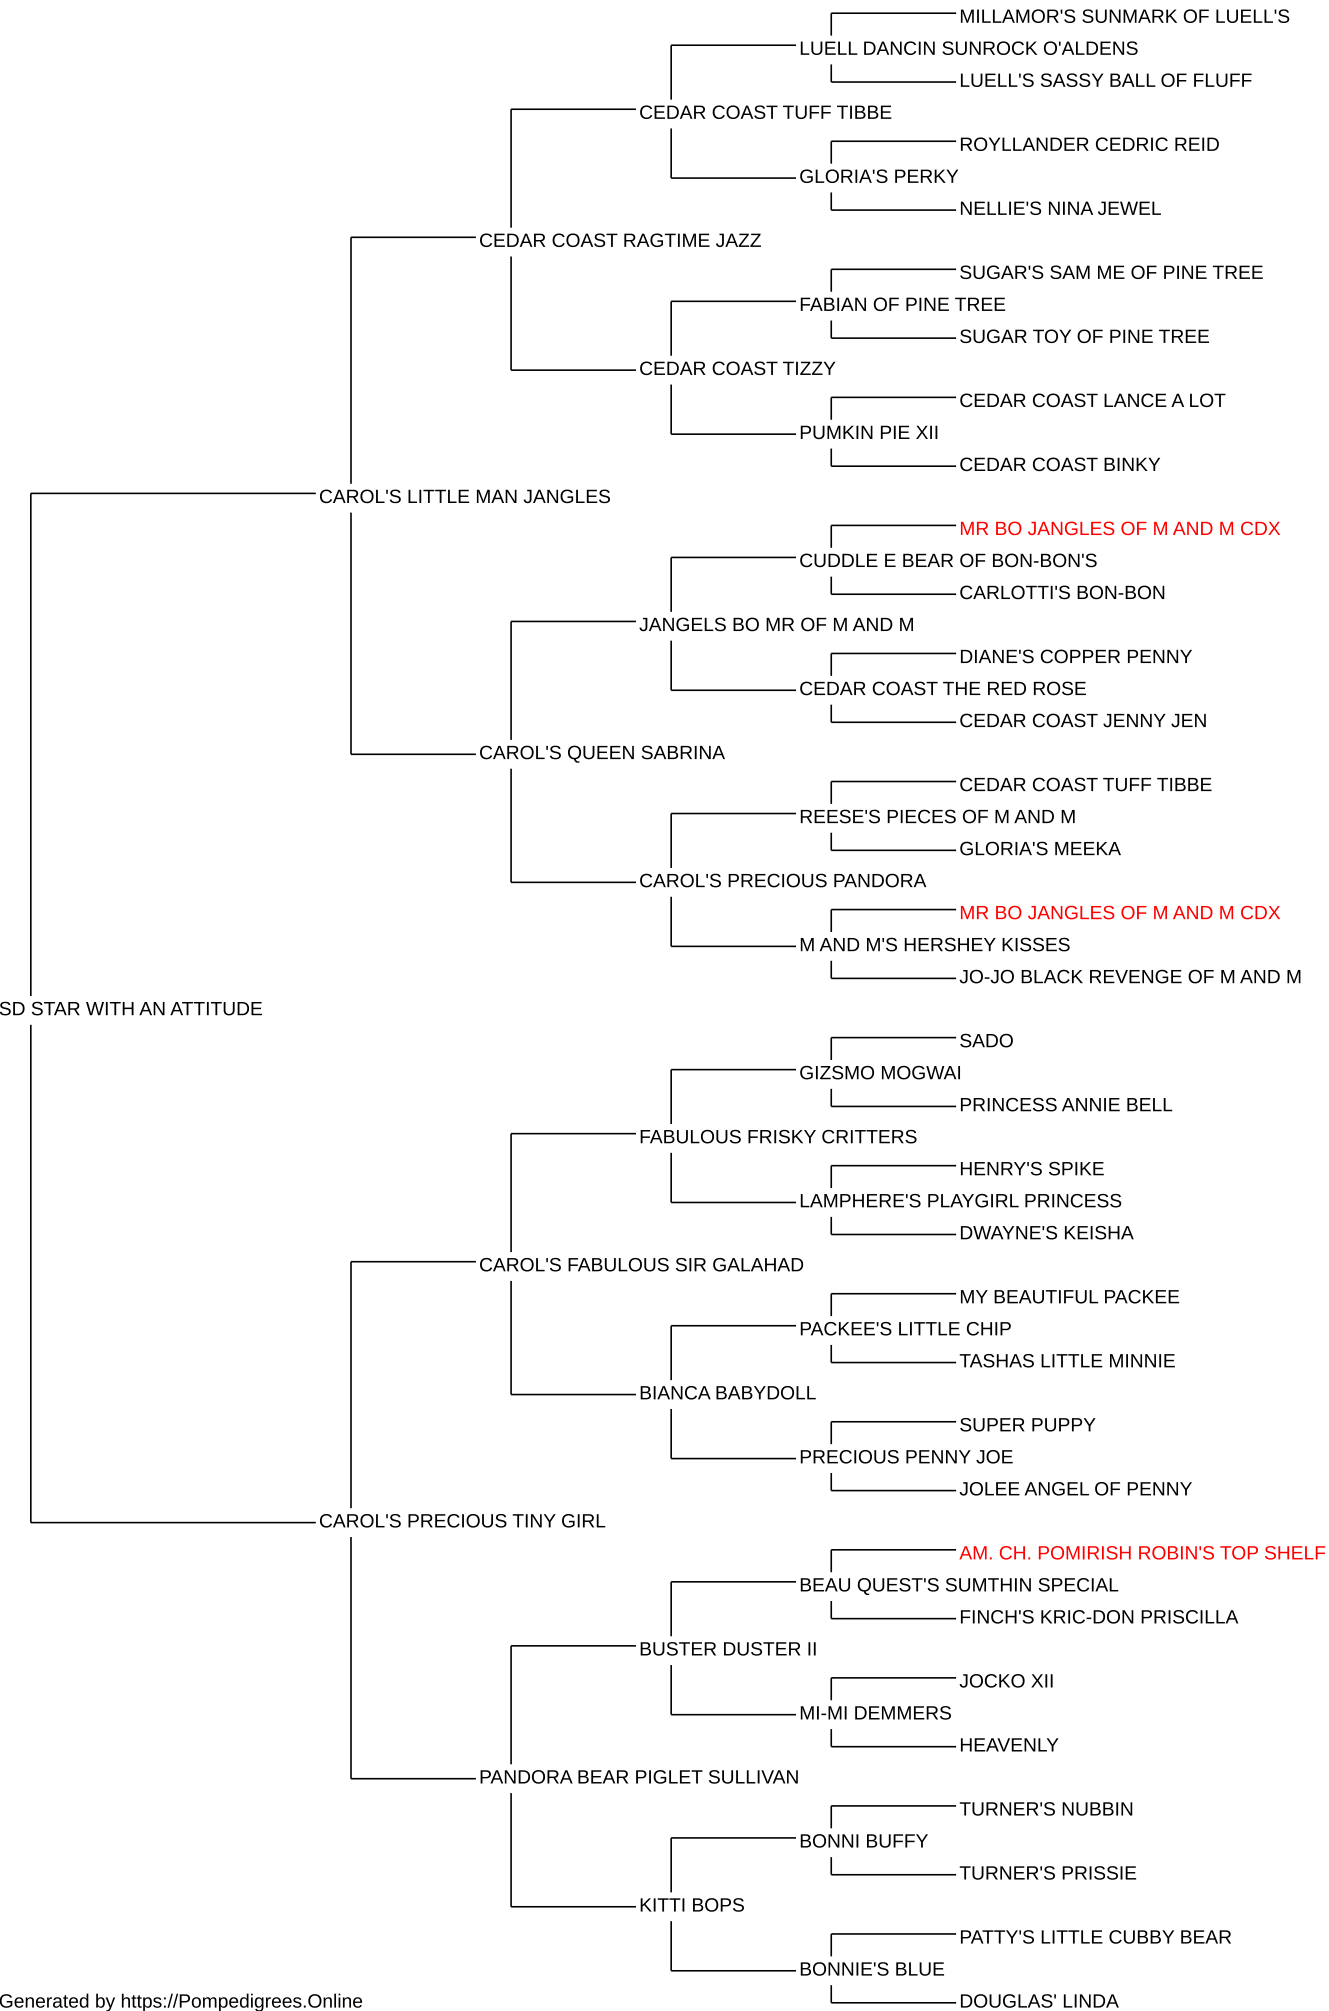 MILLAMOR'S SUNMARK OF LUELL'S
LUELL DANCIN SUNROCK O'ALDENS
LUELL'S SASSY BALL OF FLUFF
CEDAR COAST TUFF TIBBE
ROYLLANDER CEDRIC REID
GLORIA'S PERKY
NELLIE'S NINA JEWEL
CEDAR COAST RAGTIME JAZZ
SUGAR'S SAM ME OF PINE TREE
FABIAN OF PINE TREE
SUGAR TOY OF PINE TREE
CEDAR COAST TIZZY
CEDAR COAST LANCE A LOT
PUMKIN PIE XII
CEDAR COAST BINKY
CAROL'S LITTLE MAN JANGLES
MR BO JANGLES OF M AND M CDX
CUDDLE E BEAR OF BON-BON'S
CARLOTTI'S BON-BON
JANGELS BO MR OF M AND M
DIANE'S COPPER PENNY
CEDAR COAST THE RED ROSE
CEDAR COAST JENNY JEN
CAROL'S QUEEN SABRINA
CEDAR COAST TUFF TIBBE
REESE'S PIECES OF M AND M
GLORIA'S MEEKA
CAROL'S PRECIOUS PANDORA
MR BO JANGLES OF M AND M CDX
M AND M'S HERSHEY KISSES
JO-JO BLACK REVENGE OF M AND M
SD STAR WITH AN ATTITUDE
SADO
GIZSMO MOGWAI
PRINCESS ANNIE BELL
FABULOUS FRISKY CRITTERS
HENRY'S SPIKE
LAMPHERE'S PLAYGIRL PRINCESS
DWAYNE'S KEISHA
CAROL'S FABULOUS SIR GALAHAD
MY BEAUTIFUL PACKEE
PACKEE'S LITTLE CHIP
TASHAS LITTLE MINNIE
BIANCA BABYDOLL
SUPER PUPPY
PRECIOUS PENNY JOE
JOLEE ANGEL OF PENNY
CAROL'S PRECIOUS TINY GIRL
AM. CH. POMIRISH ROBIN'S TOP SHELF
BEAU QUEST'S SUMTHIN SPECIAL
FINCH'S KRIC-DON PRISCILLA
BUSTER DUSTER II
JOCKO XII
MI-MI DEMMERS
HEAVENLY
PANDORA BEAR PIGLET SULLIVAN
TURNER'S NUBBIN
BONNI BUFFY
TURNER'S PRISSIE
KITTI BOPS
PATTY'S LITTLE CUBBY BEAR
BONNIE'S BLUE
DOUGLAS' LINDA
Generated by https://Pompedigrees.Online